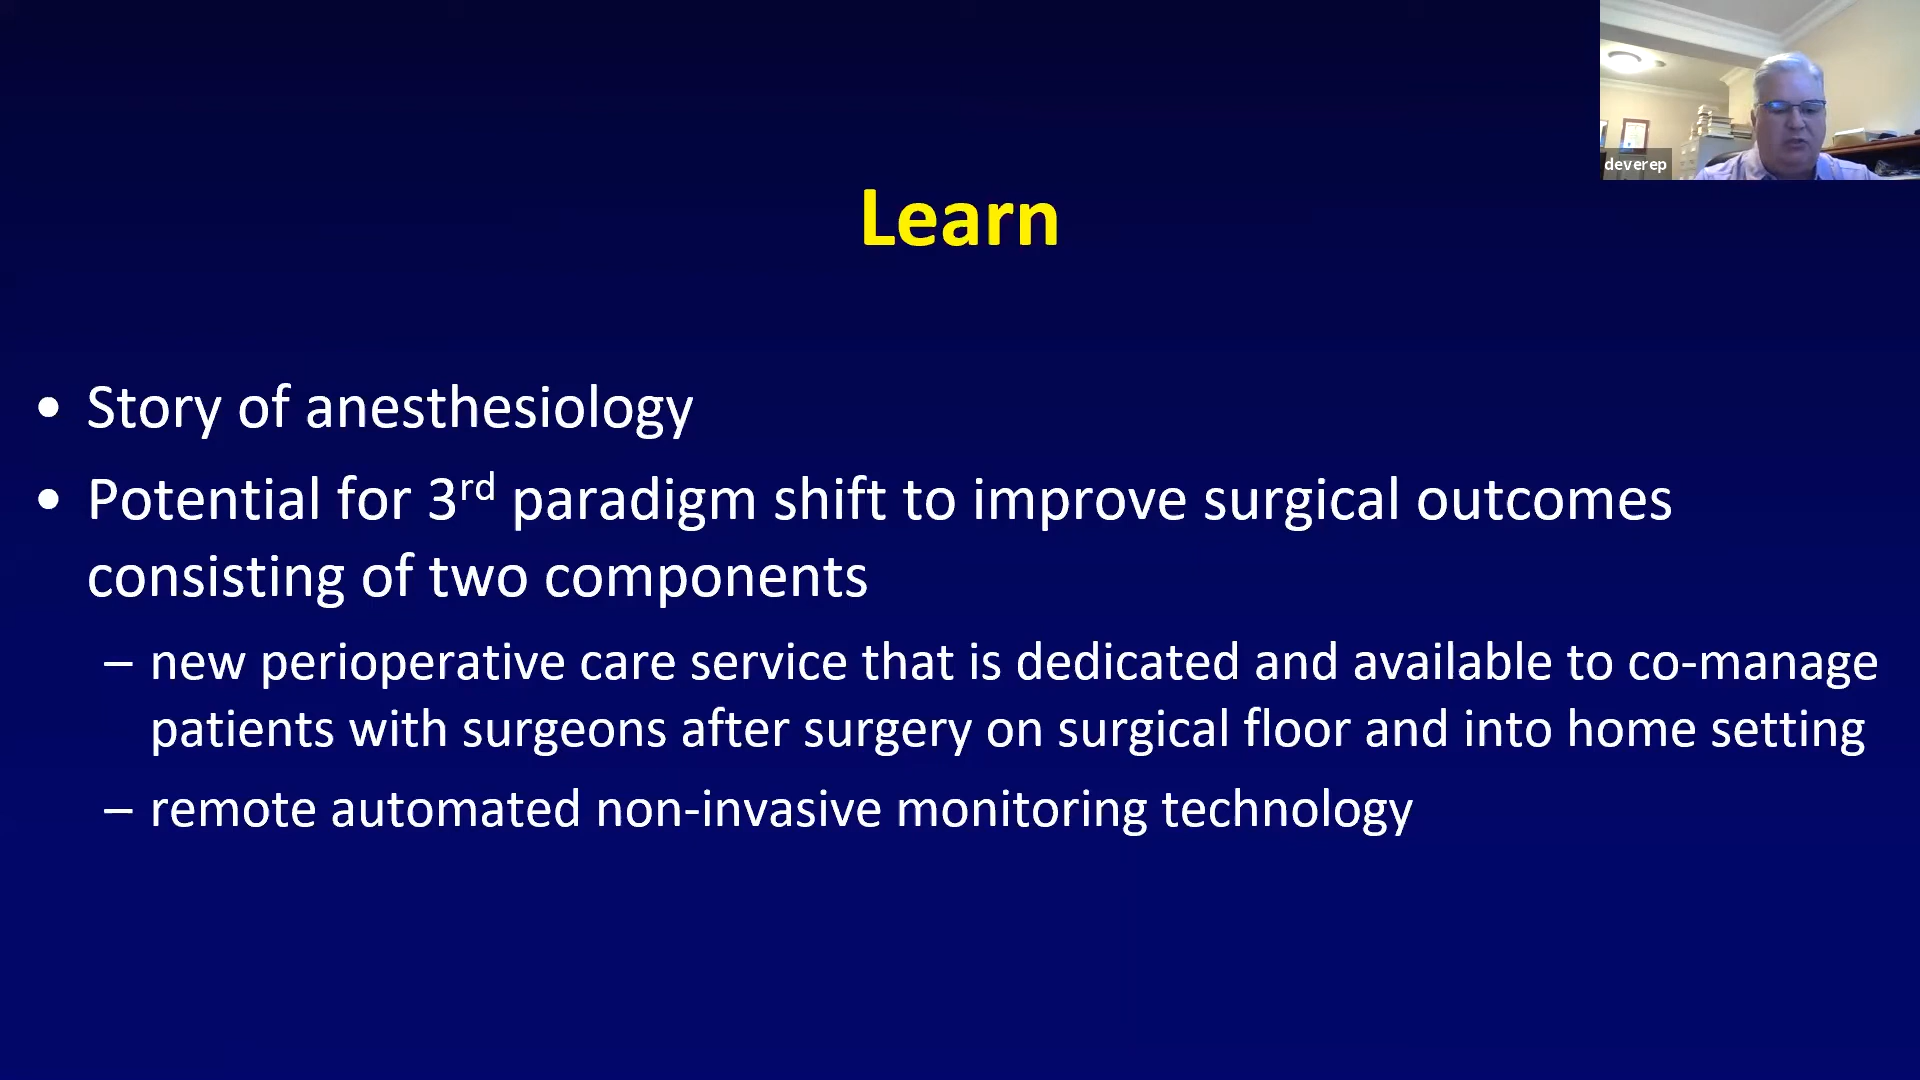 deverep
Learn
• Story of anesthesiology
• Potential for 3rd paradigm shift to improve surgical outcomes
consisting of two components
– new perioperative care service that is dedicated and available to co-manage
patients with surgeons after surgery on surgical floor and into home setting
– remote automated non-invasive monitoring technology